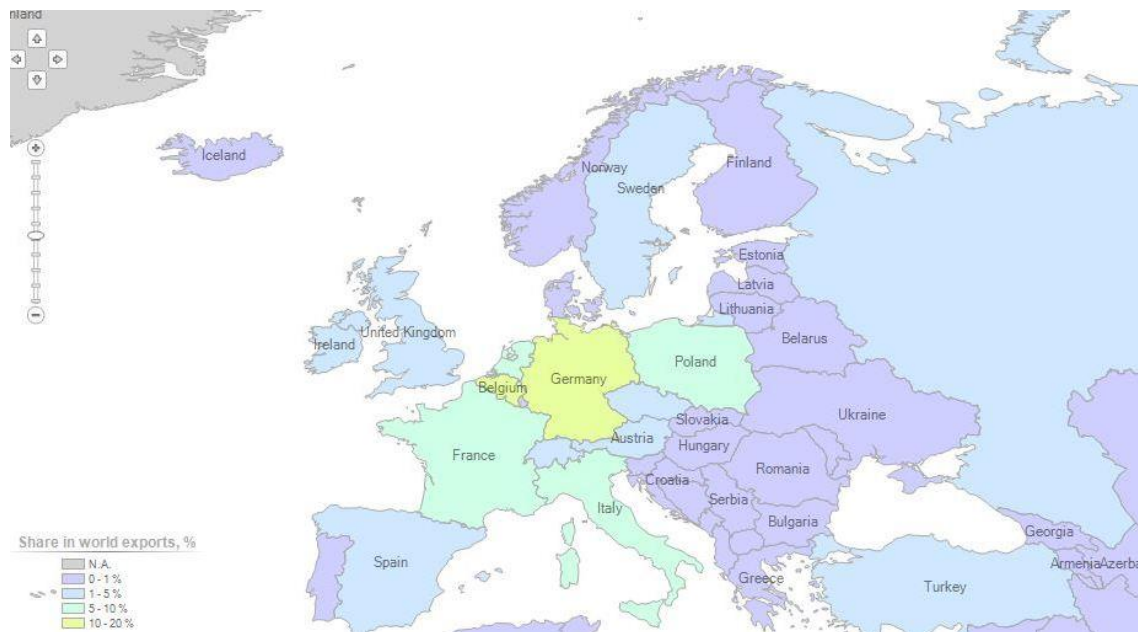 nland
Iceland
Norway
Finland
Sweden
Estonia
Latvia
Lithuania
United Kingdom
Ireland
Belarus
Poland
Germany
Belgium
Ukraine
Slovakia
Austria
Hungary
France
Romania
Croatia
Serbia
Italy
Bulgaria
Georgia
Spain
ArmeniaAzerba
Greece
Turkey
Share in world exports, %
N.A.
0 - 1 %
1 - 5 %
5 - 10 %
10 - 20 %